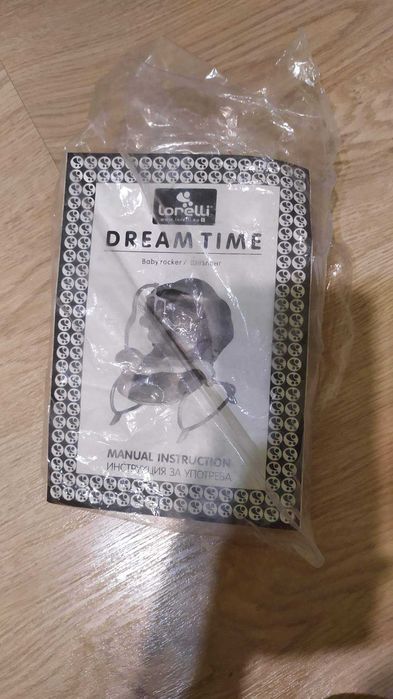 lorelli
DREAM TIME
Baby rocker / Шезлонг
MANUAL INSTRUCTION
ИНСТРУКЦИЯ ЗА УПОТРЕБА